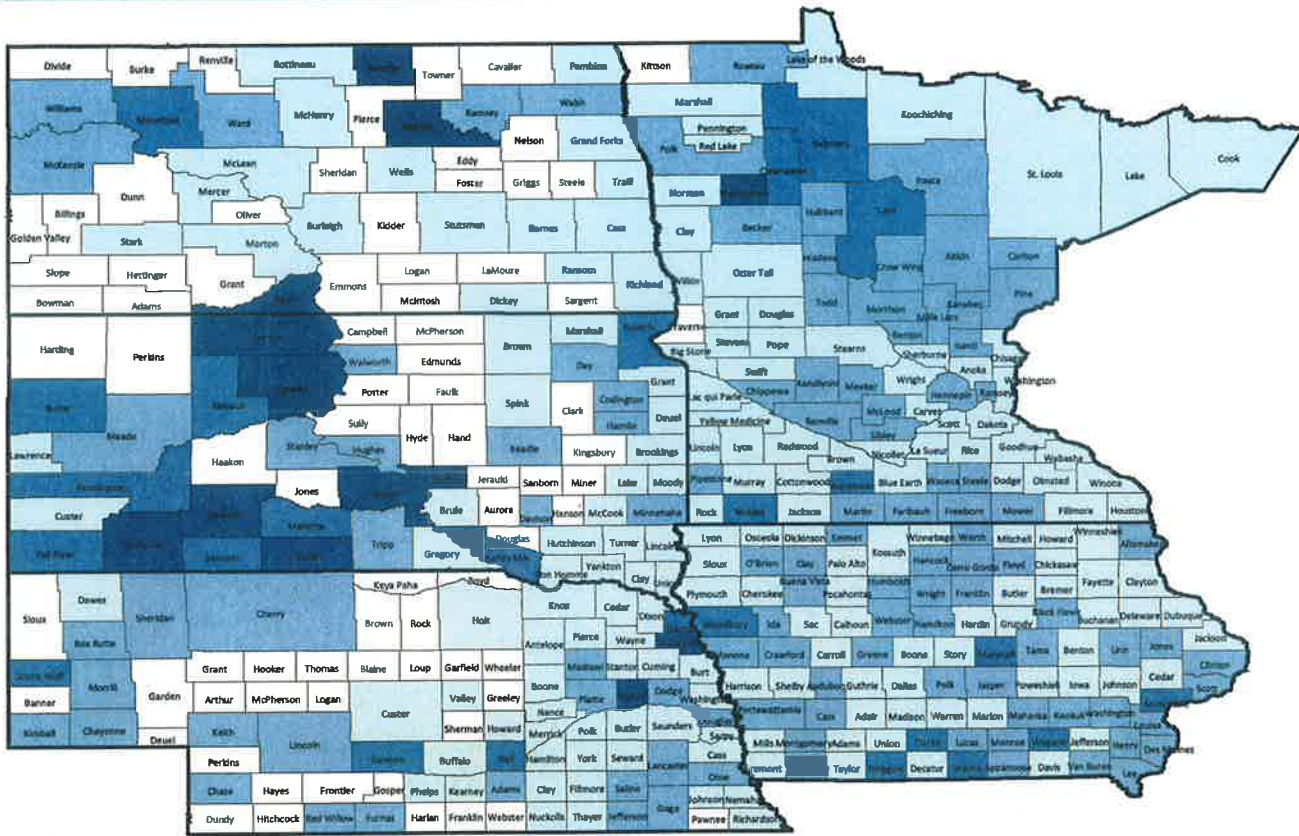 Divide Burke Renville Bottineau Towner Cavalier Pembina
Williams Mountrail Ward McHenry Pierce Benson Ramsey Walsh
McKenzie McLean Sheridan Wells Eddy Foster Nelson Grand Forks
Dunn Mercer Oliver Griggs Steele Traill
Billings Golden Valley Stark Morton Burleigh Kidder Stutsman Barnes Cass
Slope Hettinger Grant Emmons Logan LaMoure Ransom Richland
Bowman Adams McIntosh Dickey Sargent
Kittson Roseau Lake of the Woods
Marshall Koochiching
Pennington
Red Lake
Polk Beltrami Clearwater Itasca St. Louis Lake Cook
Norman Mahnomen
Clay Becker Hubbard Cass
Wilkin Otter Tail Wadena Crow Wing Aitkin Carlton
Todd Morrison Mille Lacs Kanabec Pine
Grant Douglas
Traverse Stevens Pope Stearns Benton Isanti
Big Stone Swift Sherburne Chisago
Anoka Washington
Lac qui Parle Chippewa Kandiyohi Meeker Wright Hennepin Ramsey
Yellow Medicine Renville McLeod Carver Scott Dakota
Sibley
Lincoln Lyon Redwood Brown Nicollet Le Sueur Rice Goodhue Wabasha
Pipestone Murray Cottonwood Blue Earth Waseca Steele Dodge Olmsted Winona
Rock Nobles Jackson Martin Faribault Freeborn Mower Fillmore Houston
Harding Perkins Campbell McPherson Brown Marshall Roberts
Walworth Edmunds Day
Dewey
Butte Ziebach Potter Faulk Spink Clark Codington Grant
Meade Sully Hamlin Deuel
Lawrence Haakon Stanley Hughes Hyde Hand Beadle Kingsbury Brookings
Pennington Jones Jerauld Sanborn Miner Lake Moody
Custer Mellette Brule Aurora Davison Hanson McCook Minnehaha
Fall River Tripp Gregory Douglas Hutchinson Turner Lincoln
Yankton Clay Union
Sioux Dawes Sheridan Cherry Keya Paha Boyd Knox Cedar Dixon
Box Butte Brown Rock Holt Antelope Pierce Wayne
Scotts Bluff Morrill Garden Grant Hooker Thomas Blaine Loup Garfield Wheeler Madison Stanton Cuming Burt
Banner Arthur McPherson Logan Custer Valley Greeley Boone Platte Dodge Washington
Kimball Cheyenne Deuel Keith Lincoln Sherman Howard Nance Merrick Polk Butler Saunders Sarpy
Perkins Dawson Buffalo Hall Hamilton York Seward Lancaster Cass
Otoe
Chase Hayes Frontier Gosper Phelps Kearney Adams Clay Fillmore Saline Gage Johnson Nemaha
Dundy Hitchcock Red Willow Furnas Harlan Franklin Webster Nuckolls Thayer Jefferson Pawnee Richardson
Lyon Osceola Dickinson Emmet Kossuth Winnebago Worth Mitchell Howard Winneshiek Allamakee
Sioux O'Brien Clay Palo Alto Hancock Cerro Gordo Floyd Chickasaw Fayette Clayton
Plymouth Cherokee Buena Vista Pocahontas Humboldt Wright Franklin Butler Bremer
Woodbury Ida Sac Calhoun Webster Hamilton Hardin Grundy Black Hawk Buchanan Delaware Dubuque
Monona Crawford Carroll Greene Boone Story Marshall Tama Benton Linn Jones Jackson
Clinton
Harrison Shelby Audubon Guthrie Dallas Polk Jasper Poweshiek Iowa Johnson Cedar Scott
Pottawattamie Cass Adair Madison Warren Marion Mahaska Keokuk Washington Louisa
Mills Montgomery Adams Union Clarke Lucas Monroe Wapello Jefferson Henry Des Moines
Taylor Ringgold Decatur Appanoose Davis Van Buren Lee